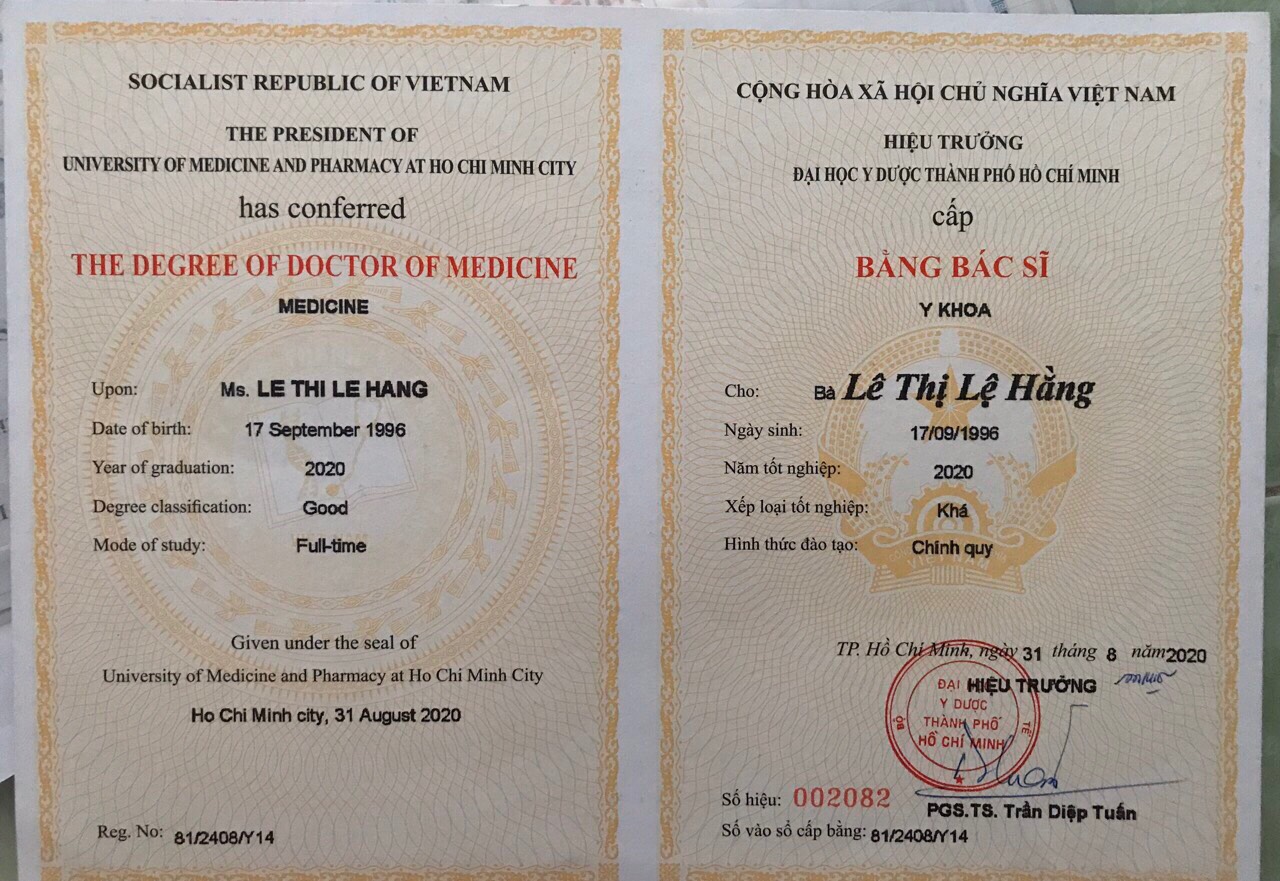 SOCIALIST REPUBLIC OF VIETNAM
THE PRESIDENT OF
UNIVERSITY OF MEDICINE AND PHARMACY AT HO CHI MINH CITY
has conferred
THE DEGREE OF DOCTOR OF MEDICINE
MEDICINE
Upon: Ms. LE THI LE HANG
Date of birth: 17 September 1996
Year of graduation: 2020
Degree classification: Good
Mode of study: Full-time
Given under the seal of
University of Medicine and Pharmacy at Ho Chi Minh City
Ho Chi Minh city, 31 August 2020
Reg. No: 81/2408/Y14
CỘNG HÒA XÃ HỘI CHỦ NGHĨA VIỆT NAM
HIỆU TRƯỞNG
ĐẠI HỌC Y DƯỢC THÀNH PHỐ HỒ CHÍ MINH
cấp
BẰNG BÁC SĨ
Y KHOA
Cho: Bà Lê Thị Lệ Hằng
Ngày sinh: 17/09/1996
Năm tốt nghiệp: 2020
Xếp loại tốt nghiệp: Khá
Hình thức đào tạo: Chính quy
VIỆT NAM
TP. Hồ Chí Minh, ngày 31 tháng 8 năm 2020
HIỆU TRƯỞNG
BỘ
ĐẠI
Y DƯỢC
THÀNH PHỐ
HỒ CHÍ MINH
TẾ
PGS.TS. Trần Diệp Tuấn
Số hiệu: 002082
Số vào sổ cấp bằng: 81/2408/Y14